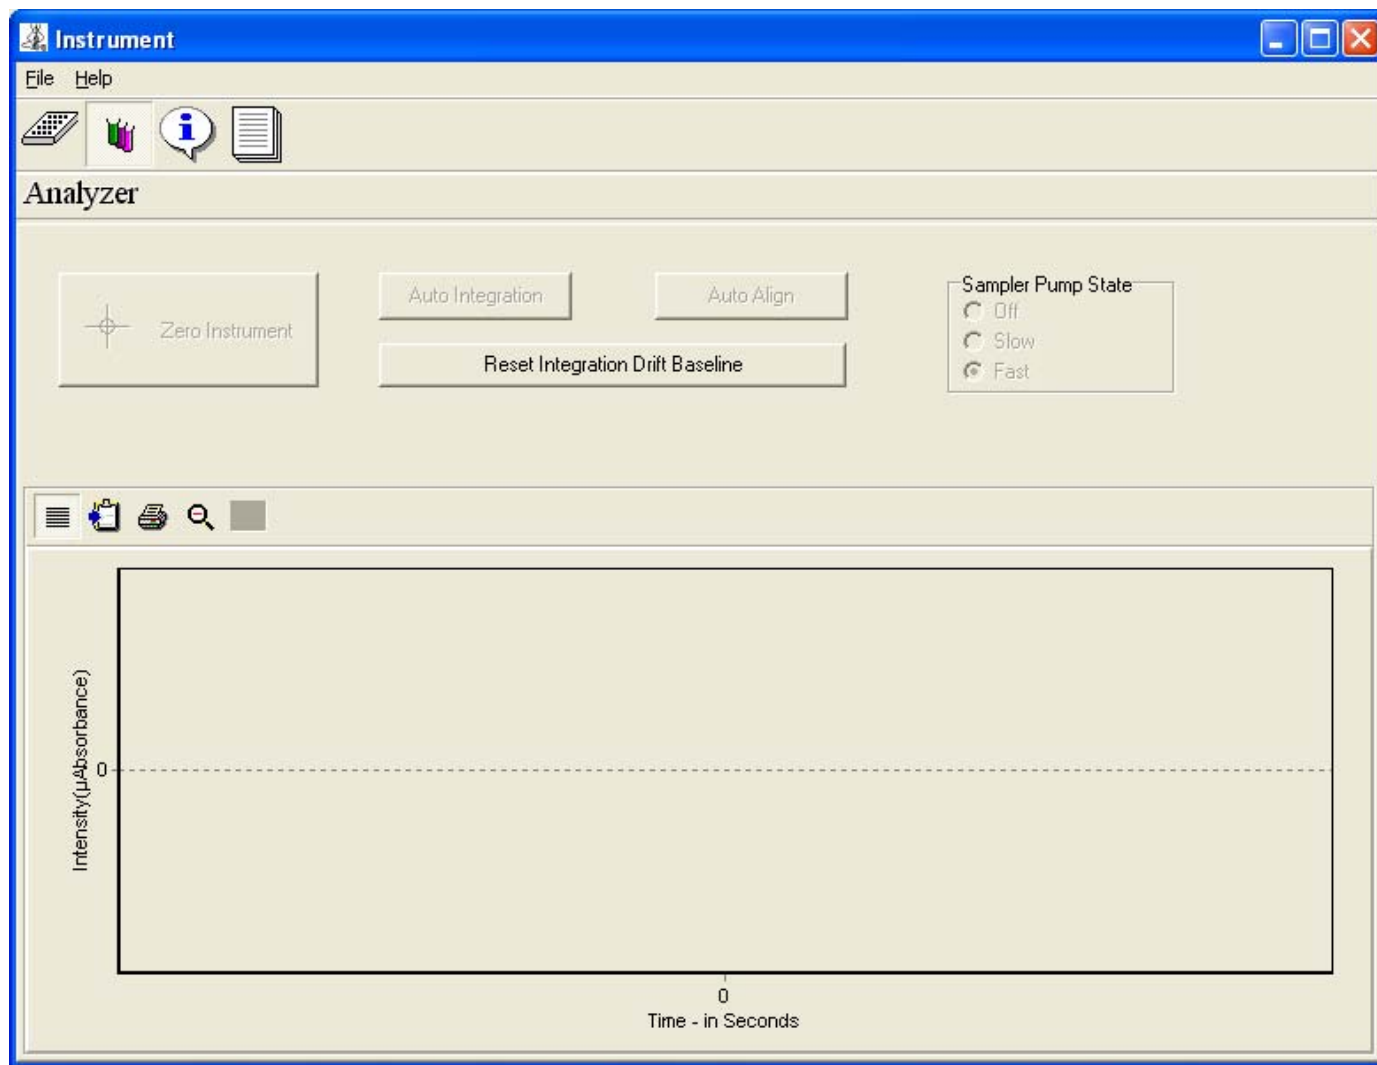 Instrument
File Help
Analyzer
Zero Instrument
Auto Integration
Auto Align
Reset Integration Drift Baseline
Sampler Pump State
Off
Slow
Fast
Intensity(µAbsorbance)
0
0
Time - in Seconds